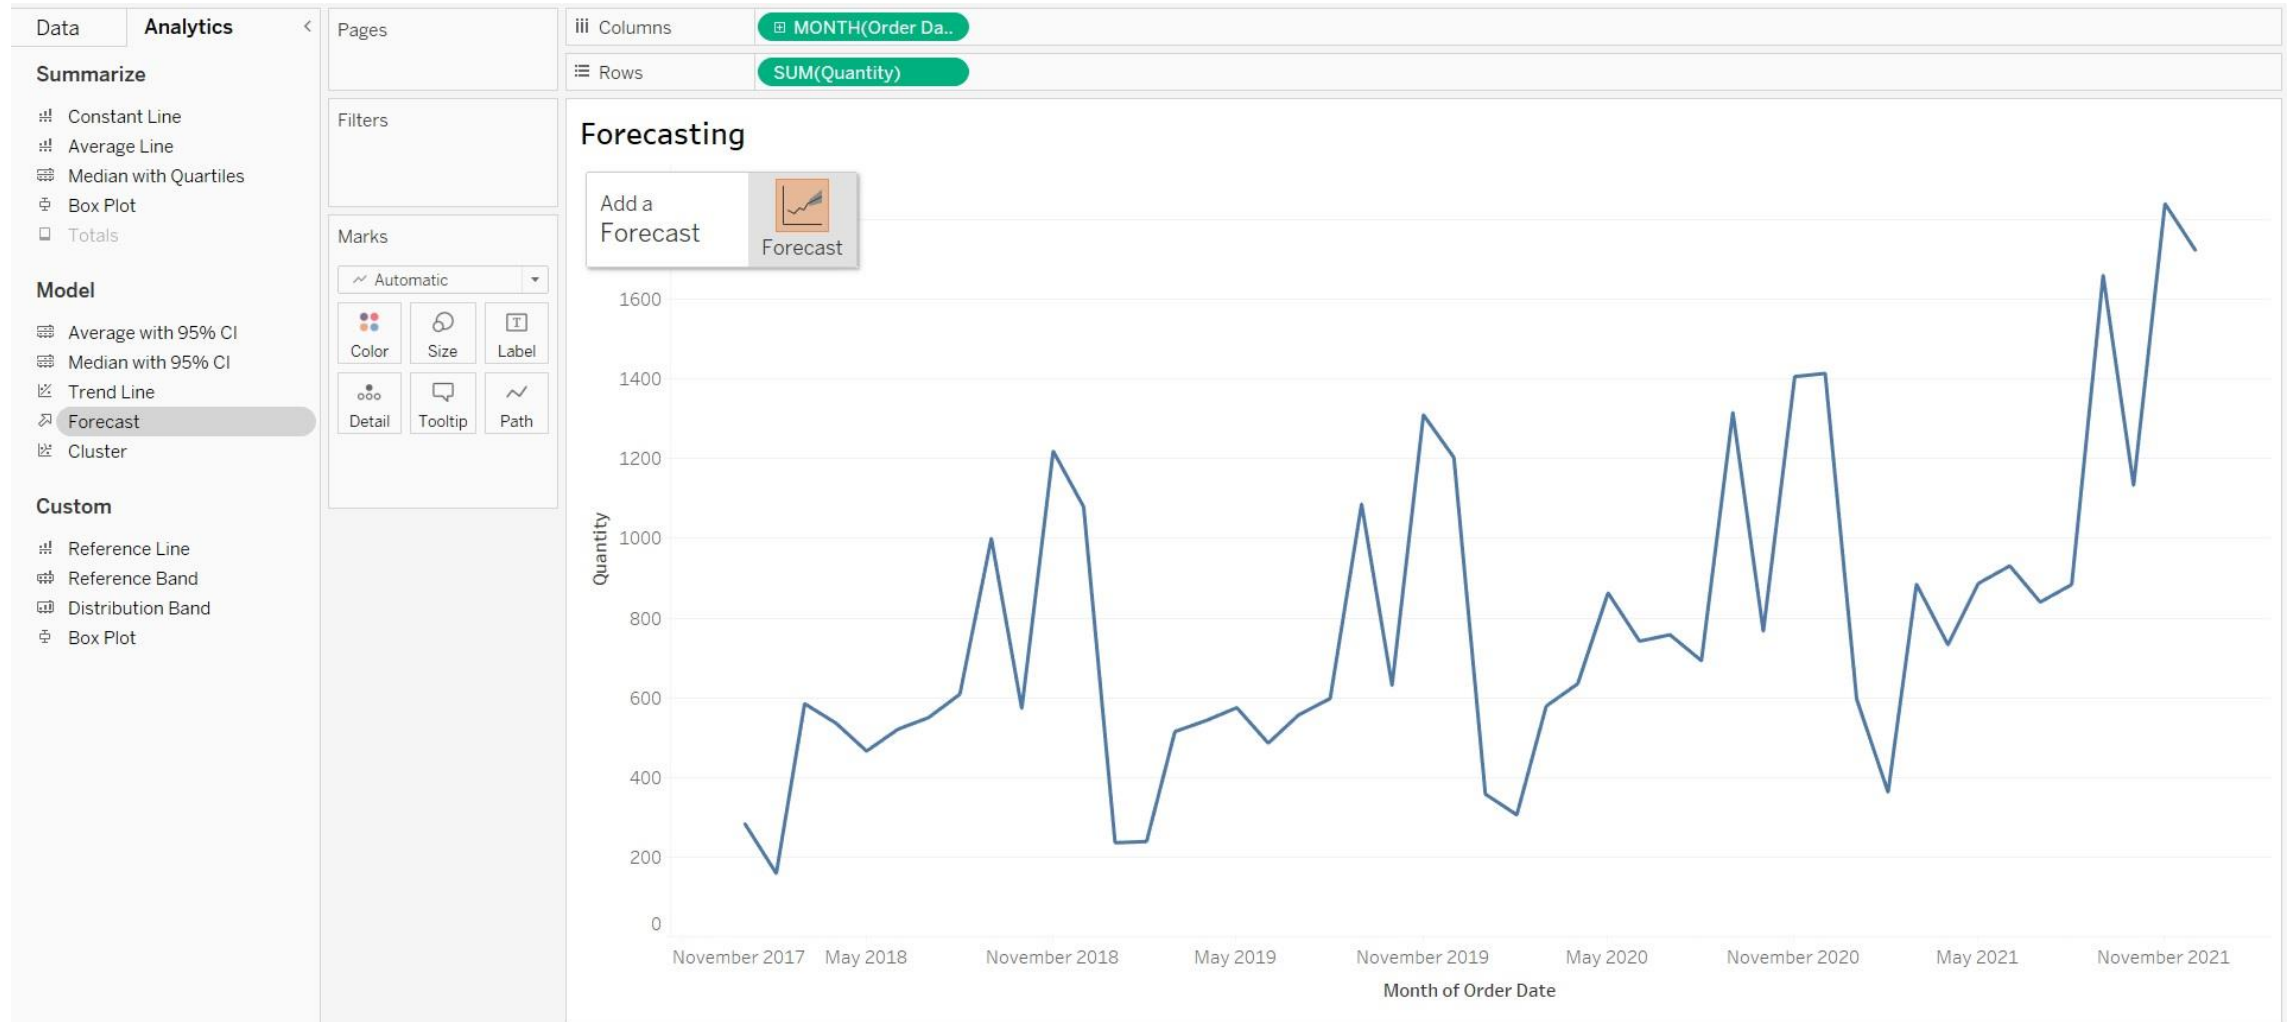 Data
Analytics
Summarize
Constant Line
Average Line
Median with Quartiles
Box Plot
Totals
Model
Average with 95% CI
Median with 95% CI
Trend Line
Forecast
Cluster
Custom
Reference Line
Reference Band
Distribution Band
Box Plot
Pages
Filters
Marks
Automatic
Color
Size
T
Label
Detail
Tooltip
Path
Columns
MONTH(Order Da..
Rows
SUM(Quantity)
Forecasting
Add a
Forecast
Forecast
Quantity
1600
1400
1200
1000
800
600
400
200
0
November 2017
May 2018
November 2018
May 2019
November 2019
May 2020
November 2020
May 2021
November 2021
Month of Order Date